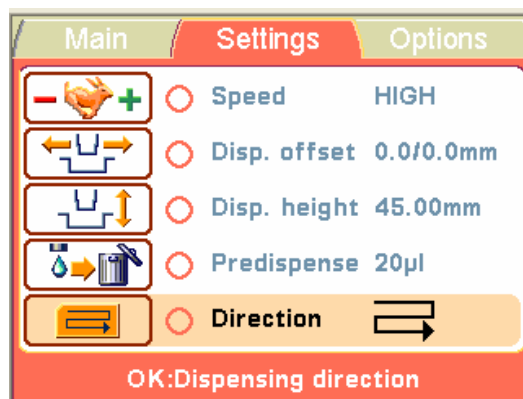 Main Settings Options
Speed HIGH
Disp. offset 0.0/0.0mm
Disp. height 45.00mm
Predispense 20µl
Direction
OK:Dispensing direction